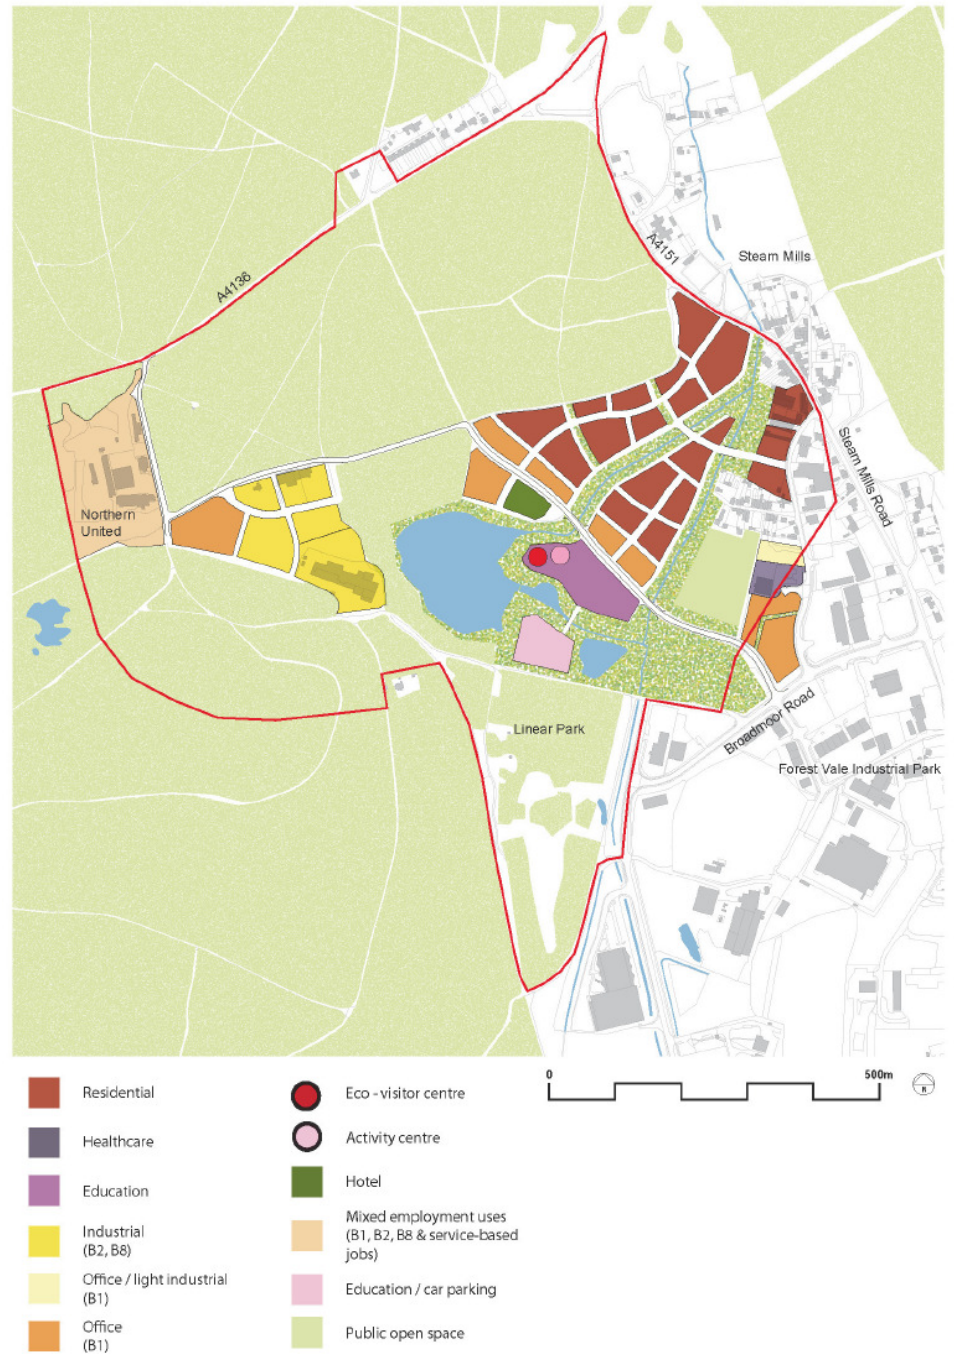 A4151
Steam Mills
A4136
Steam Mills Road
Northern
United
Linear Park
Broadmoor Road
Forest Vale Industrial Park
Residential
Healthcare
Education
Industrial
(B2, B8)
Office / light industrial
(B1)
Office
(B1)
Eco - visitor centre
Activity centre
Hotel
Mixed employment uses
(B1, B2, B8 & service-based
jobs)
Education / car parking
Public open space
0
500m
N